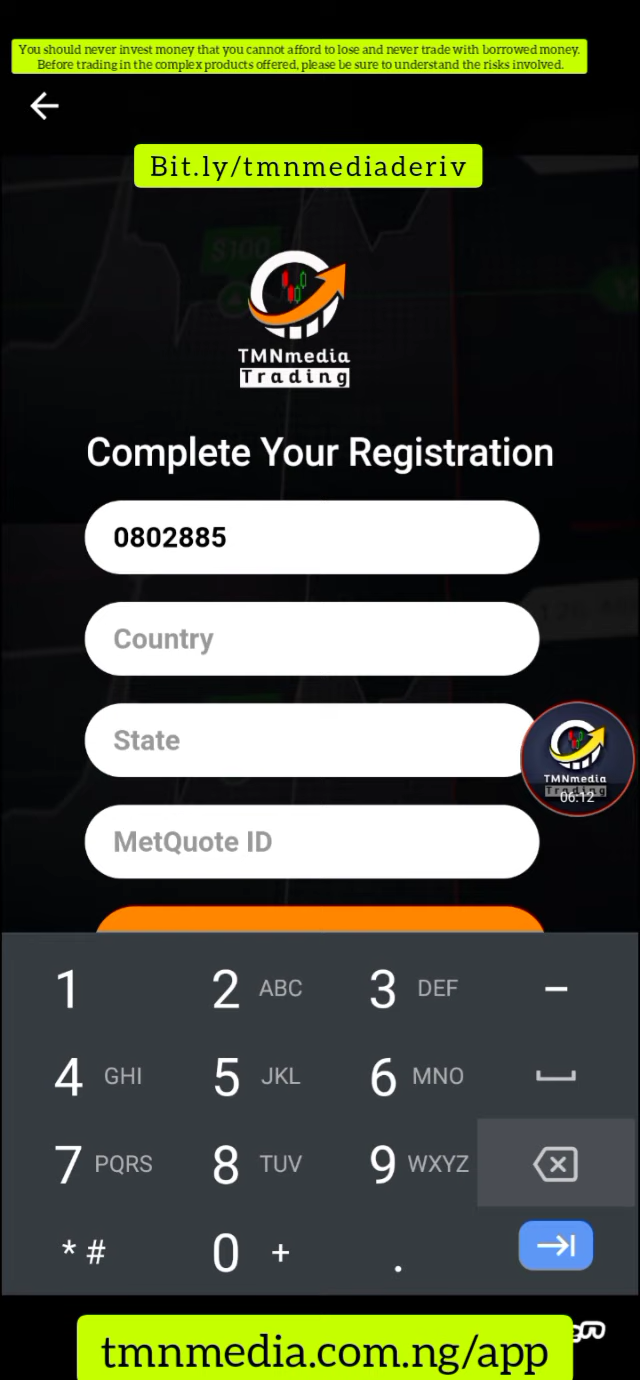 You should never invest money that you cannot afford to lose and never trade with borrowed money.
Before trading in the complex products offered, please be sure to understand the risks involved.
Bit.ly/tmnmediaderiv
$100
TMNmedia
Trading
Complete Your Registration
0802885
Country
State
TMNmedia
Trading
06:12
MetQuote ID
1 2 ABC 3 DEF –
4 GHI 5 JKL 6 MNO
7 PQRS 8 TUV 9 WXYZ
* # 0 + .
tmnmedia.com.ng/app